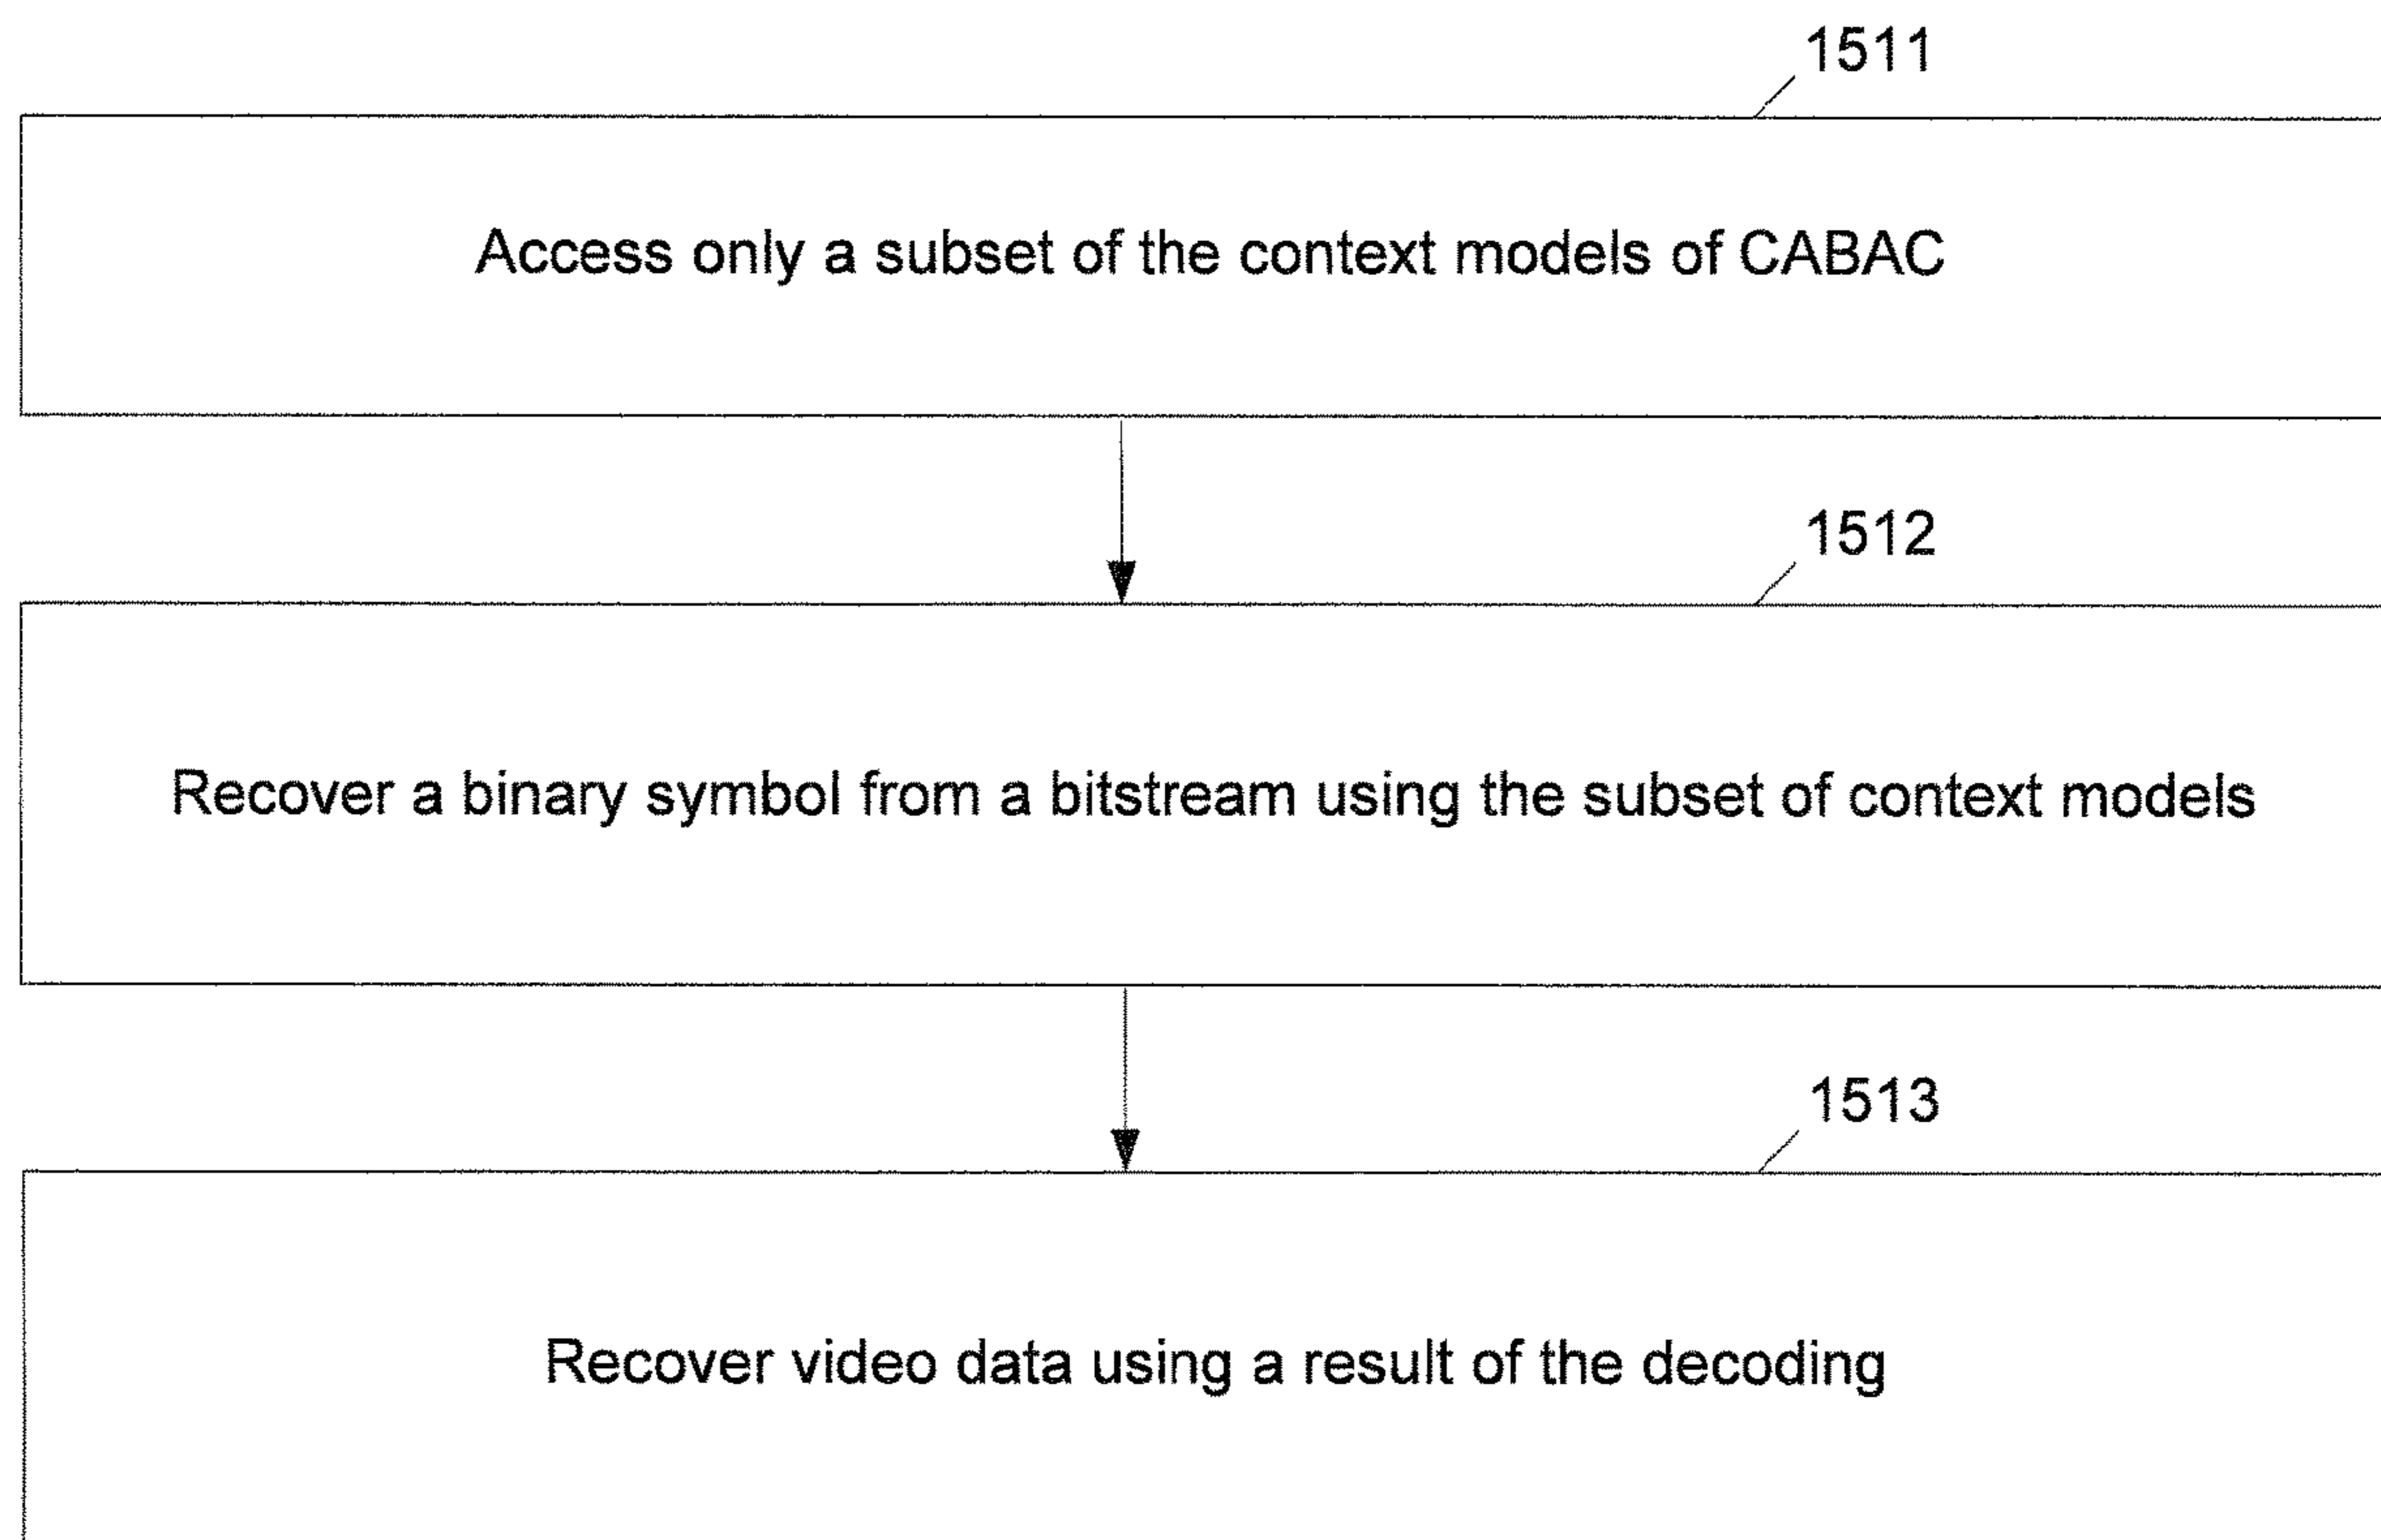 1511
Access only a subset of the context models of CABAC
1512
Recover a binary symbol from a bitstream using the subset of context models
1513
Recover video data using a result of the decoding